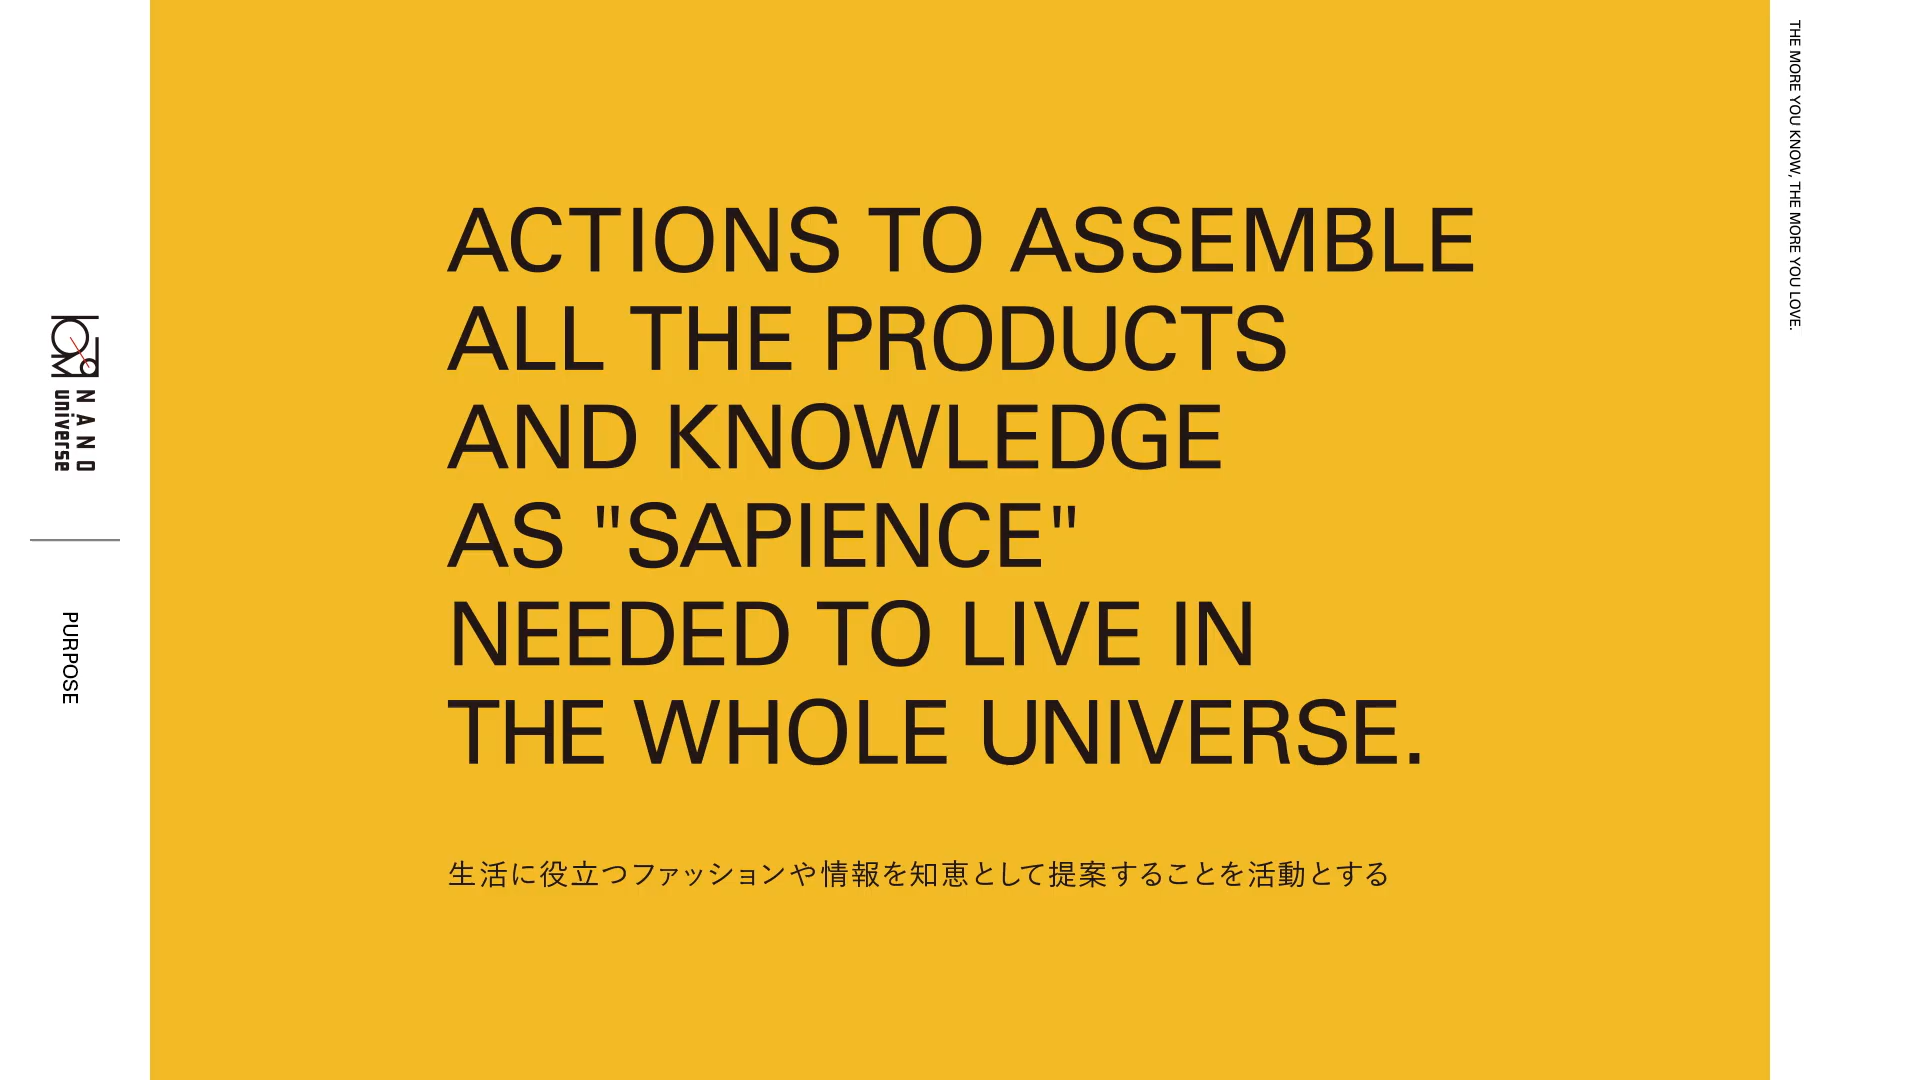 NANO
universe
PURPOSE
ACTIONS TO ASSEMBLE
ALL THE PRODUCTS
AND KNOWLEDGE
AS "SAPIENCE"
NEEDED TO LIVE IN
THE WHOLE UNIVERSE.
生活に役立つファッションや情報を知恵として提案することを活動とする
THE MORE YOU KNOW, THE MORE YOU LOVE.